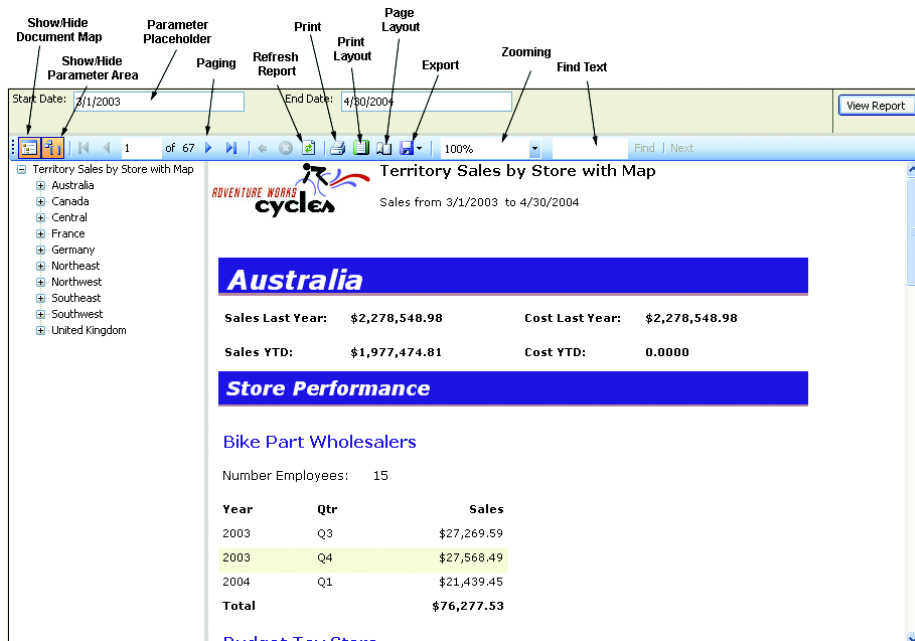 Show/Hide
Document Map
Parameter
Placeholder
Show/Hide
Parameter Area
Paging
Refresh
Report
Print
Print
Layout
Page
Layout
Export
Zooming
Find Text
Start Date: 3/1/2003 End Date: 4/30/2004 View Report
1 of 67 100% Find | Next
Territory Sales by Store with Map
Australia
Canada
Central
France
Germany
Northeast
Northwest
Southeast
Southwest
United Kingdom
ADVENTURE WORKS
cycles
Territory Sales by Store with Map
Sales from 3/1/2003 to 4/30/2004
Australia
Sales Last Year: $2,278,548.98 Cost Last Year: $2,278,548.98
Sales YTD: $1,977,474.81 Cost YTD: 0.0000
Store Performance
Bike Part Wholesalers
Number Employees: 15
Year Qtr Sales
2003 Q3 $27,269.59
2003 Q4 $27,568.49
2004 Q1 $21,439.45
Total $76,277.53
Budget Toy Store